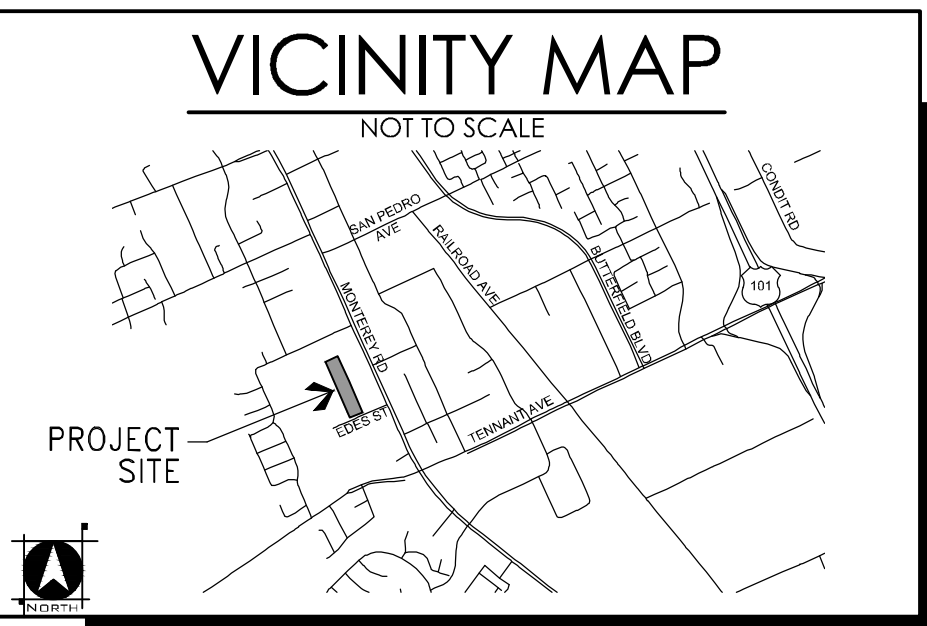 VICINITY MAP
NOT TO SCALE
SAN PEDRO
AVE
RAILROAD AVE
CONDIT RD
BUTTERFIELD BLVD
101
MONTEREY RD
EDES ST
TENNANT AVE
PROJECT
SITE
NORTH